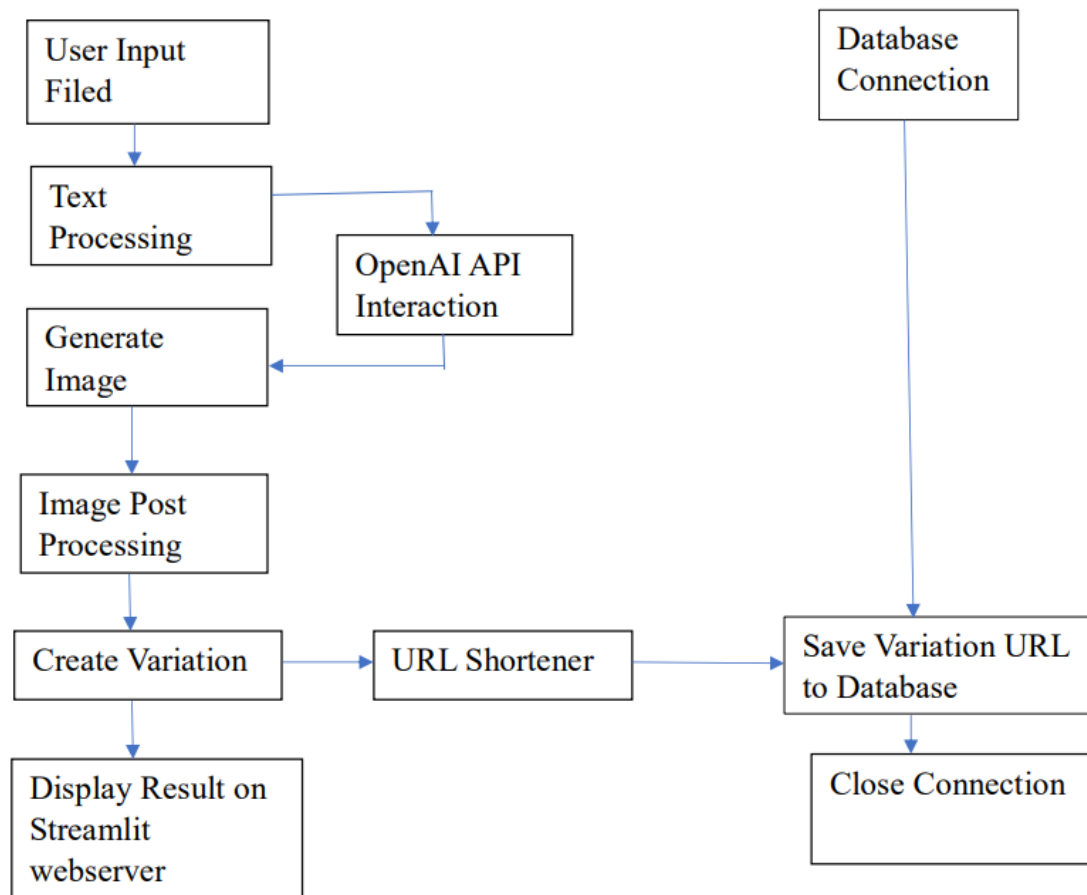 User Input
Filed
Database
Connection
Text
Processing
OpenAI API
Interaction
Generate
Image
Image Post
Processing
Create Variation
URL Shortener
Save Variation URL
to Database
Display Result on
Streamlit
webserver
Close Connection